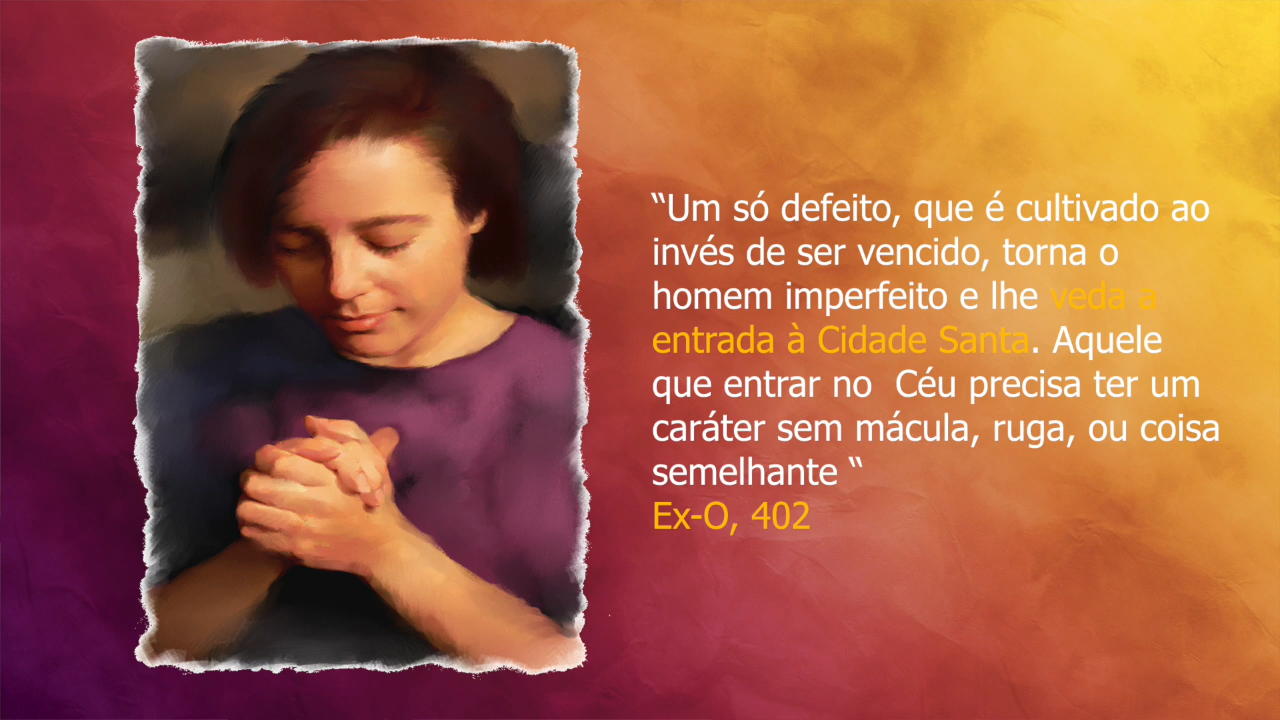 “Um só defeito, que é cultivado ao
invés de ser vencido, torna o
homem imperfeito e lhe veda a
entrada à Cidade Santa. Aquele
que entrar no  Céu precisa ter um
caráter sem mácula, ruga, ou coisa
semelhante “
Ex-O, 402